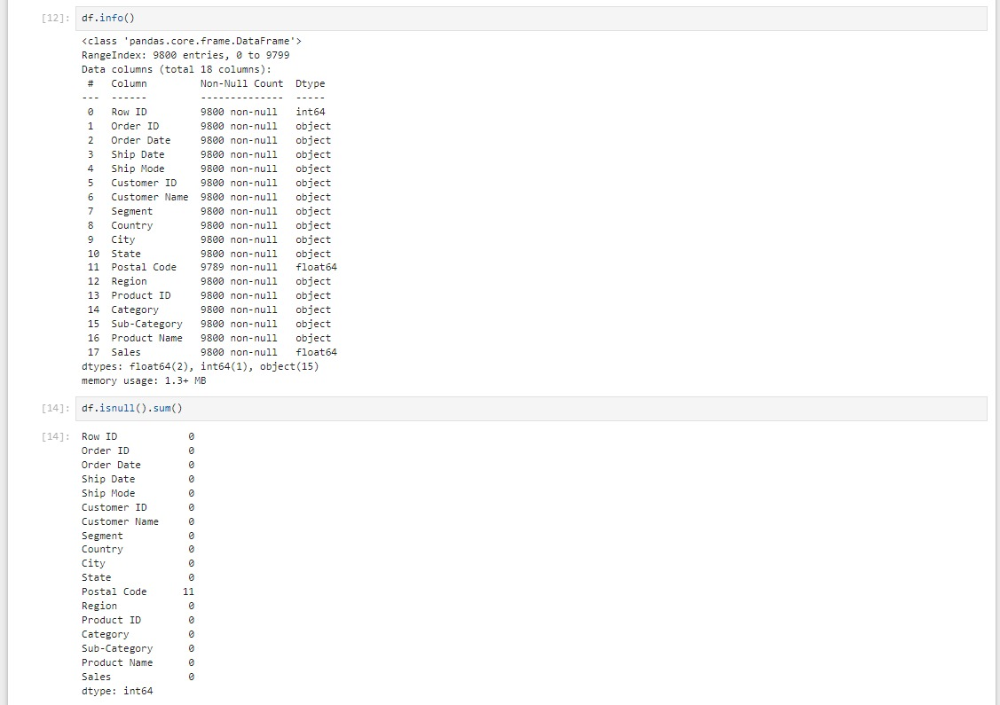 [12]: df.info()
<class 'pandas.core.frame.DataFrame'>
RangeIndex: 9800 entries, 0 to 9799
Data columns (total 18 columns):
 #   Column         Non-Null Count  Dtype
---  ------         --------------  -----
 0   Row ID         9800 non-null   int64
 1   Order ID       9800 non-null   object
 2   Order Date     9800 non-null   object
 3   Ship Date      9800 non-null   object
 4   Ship Mode      9800 non-null   object
 5   Customer ID    9800 non-null   object
 6   Customer Name  9800 non-null   object
 7   Segment        9800 non-null   object
 8   Country        9800 non-null   object
 9   City           9800 non-null   object
 10  State          9800 non-null   object
 11  Postal Code    9789 non-null   float64
 12  Region         9800 non-null   object
 13  Product ID     9800 non-null   object
 14  Category       9800 non-null   object
 15  Sub-Category   9800 non-null   object
 16  Product Name   9800 non-null   object
 17  Sales          9800 non-null   float64
dtypes: float64(2), int64(1), object(15)
memory usage: 1.3+ MB
[14]: df.isnull().sum()
[14]: Row ID            0
Order ID          0
Order Date        0
Ship Date         0
Ship Mode         0
Customer ID       0
Customer Name     0
Segment           0
Country           0
City              0
State             0
Postal Code      11
Region            0
Product ID        0
Category          0
Sub-Category      0
Product Name      0
Sales             0
dtype: int64